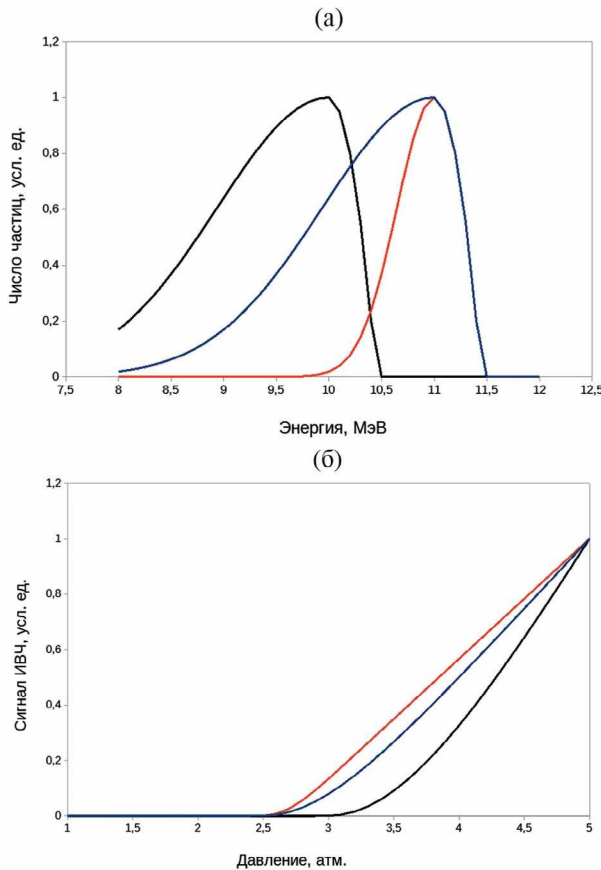 (а)
1,2
1
0,8
0,6
0,4
0,2
0
Число частиц, усл. ед.
7,5 8 8,5 9 9,5 10 10,5 11 11,5 12 12,5
Энергия, МэВ
(б)
1,2
1
0,8
0,6
0,4
0,2
0
Сигнал ИВЧ, усл. ед.
1 2 2,5 3 3,5 4 4,5 5
Давление, атм.